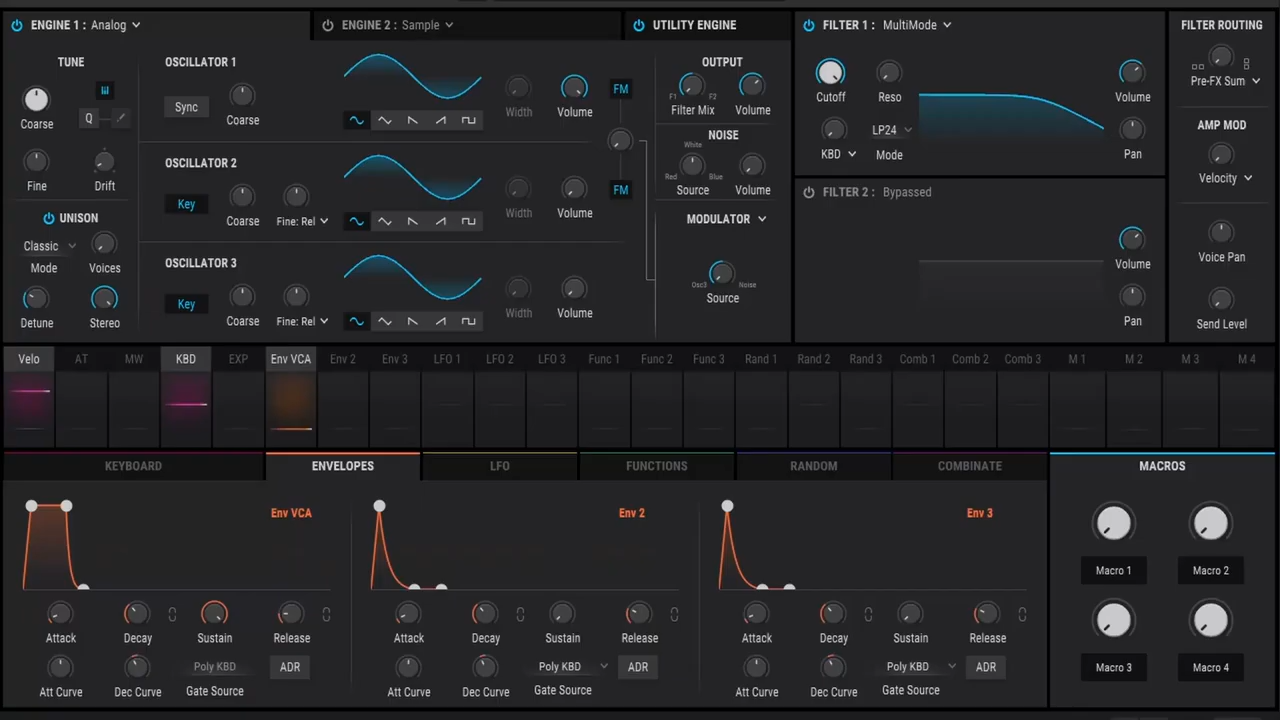 ENGINE 1: Analog
ENGINE 2: Sample
UTILITY ENGINE
FILTER 1: MultiMode
FILTER ROUTING
TUNE
Coarse
Q
Fine
Drift
UNISON
Classic
Mode
Voices
Detune
Stereo
OSCILLATOR 1
Sync
Coarse
Width
Volume
FM
OSCILLATOR 2
Key
Coarse
Fine: Rel
Width
Volume
FM
OSCILLATOR 3
Key
Coarse
Fine: Rel
Width
Volume
OUTPUT
F1 F2
Filter Mix
Volume
NOISE
White
Red Blue
Source
Volume
MODULATOR
Osc3 Noise
Source
Cutoff
Reso
KBD
LP24
Mode
Volume
Pan
FILTER 2: Bypassed
Volume
Pan
Pre-FX Sum
AMP MOD
Velocity
Voice Pan
Send Level
Velo AT MW KBD EXP Env VCA Env 2 Env 3 LFO 1 LFO 2 LFO 3 Func 1 Func 2 Func 3 Rand 1 Rand 2 Rand 3 Comb 1 Comb 2 Comb 3 M 1 M 2 M 3 M 4
KEYBOARD ENVELOPES LFO FUNCTIONS RANDOM COMBINATE MACROS
Env VCA
Attack Decay Sustain Release
Poly KBD ADR
Att Curve Dec Curve Gate Source
Env 2
Attack Decay Sustain Release
Poly KBD ADR
Att Curve Dec Curve Gate Source
Env 3
Attack Decay Sustain Release
Poly KBD ADR
Att Curve Dec Curve Gate Source
Macro 1 Macro 2
Macro 3 Macro 4